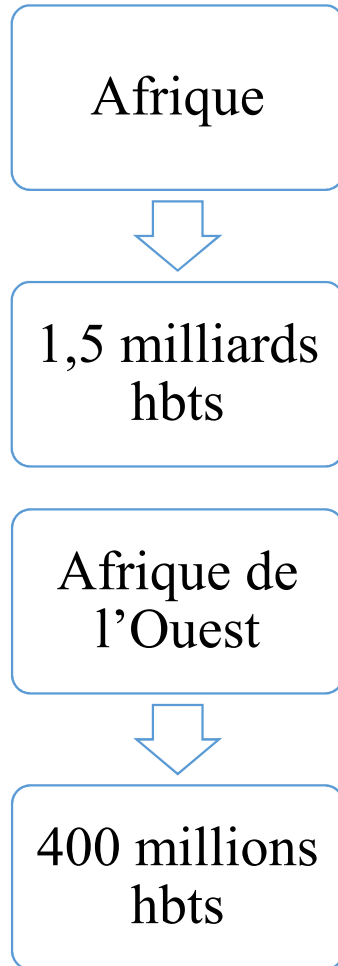 Afrique
1,5 milliards
hbts
Afrique de
l’Ouest
400 millions
hbts